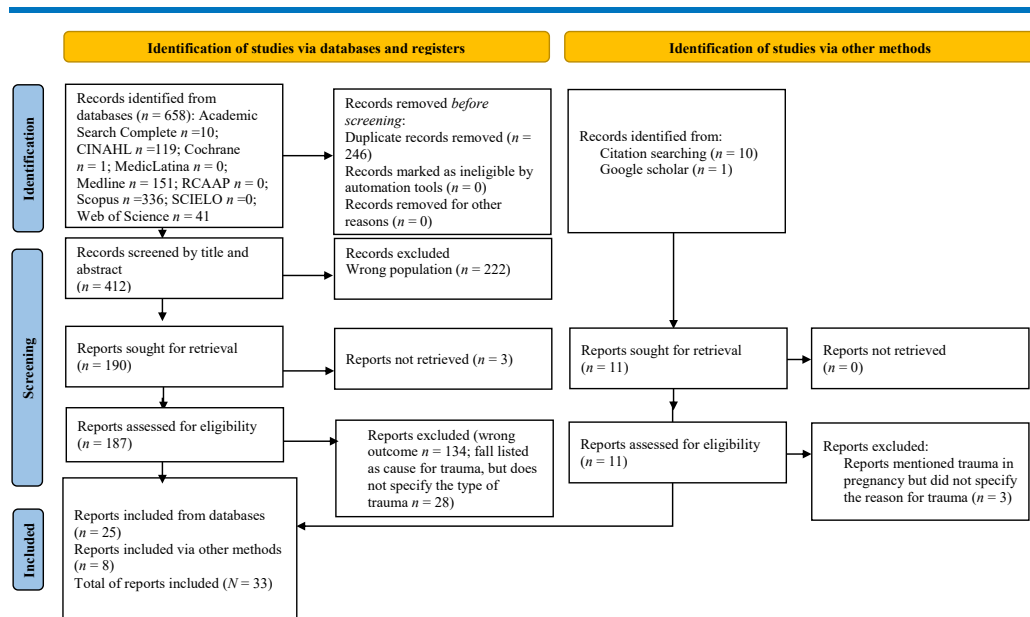 Identification of studies via databases and registers
Identification of studies via other methods
Identification
Records identified from
databases (n = 658): Academic
Search Complete n =10;
CINAHL n =119; Cochrane
n = 1; MedicLatina n = 0;
Medline n = 151; RCAAP n = 0;
Scopus n =336; SCIELO n =0;
Web of Science n = 41
Records removed before
screening:
Duplicate records removed (n =
246)
Records marked as ineligible by
automation tools (n = 0)
Records removed for other
reasons (n = 0)
Records identified from:
Citation searching (n = 10)
Google scholar (n = 1)
Screening
Records screened by title and
abstract
(n = 412)
Records excluded
Wrong population (n = 222)
Reports sought for retrieval
(n = 190)
Reports not retrieved (n = 3)
Reports sought for retrieval
(n = 11)
Reports not retrieved
(n = 0)
Reports assessed for eligibility
(n = 187)
Reports excluded (wrong
outcome n = 134; fall listed
as cause for trauma, but does
not specify the type of
trauma n = 28)
Reports assessed for eligibility
(n = 11)
Reports excluded:
Reports mentioned trauma in
pregnancy but did not specify
the reason for trauma (n = 3)
Included
Reports included from databases
(n = 25)
Reports included via other methods
(n = 8)
Total of reports included (N = 33)